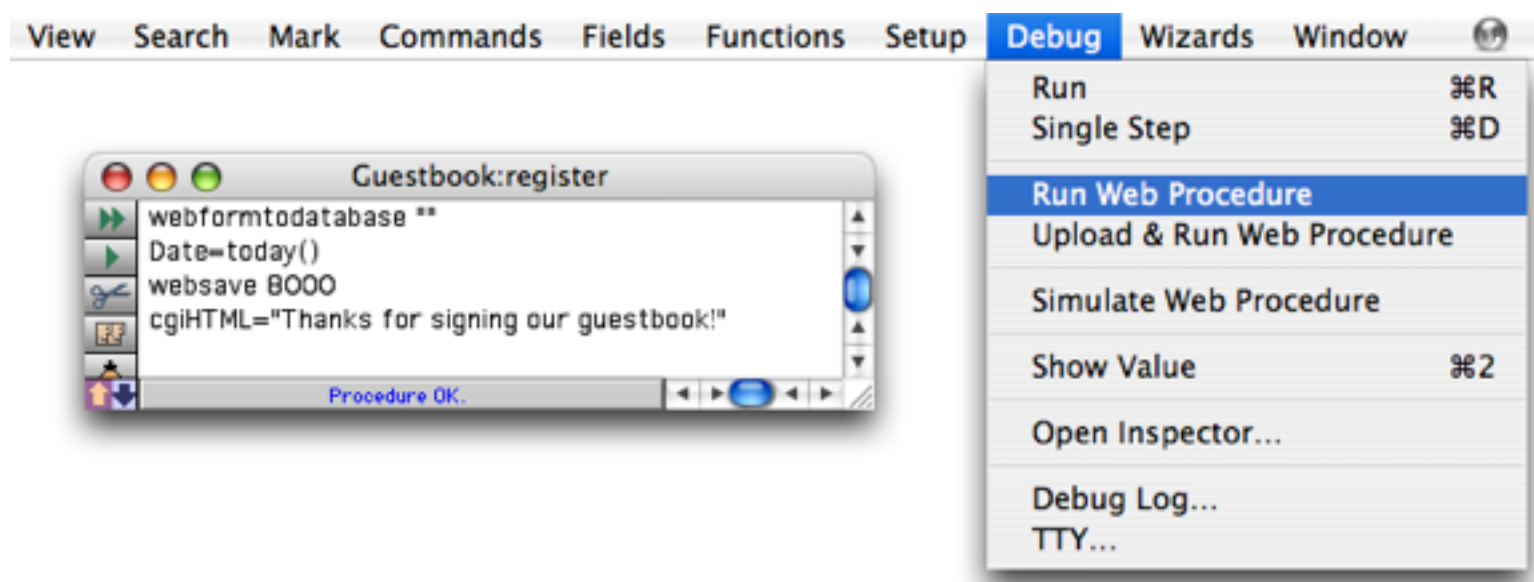 View Search Mark Commands Fields Functions Setup Debug Wizards Window
Run ⌘R
Single Step ⌘D
Run Web Procedure
Upload & Run Web Procedure
Simulate Web Procedure
Show Value ⌘2
Open Inspector...
Debug Log...
TTY...
Guestbook:register
webformtodatabase ""
Date=today()
websave 8000
cgiHTML="Thanks for signing our guestbook!"
Procedure OK.